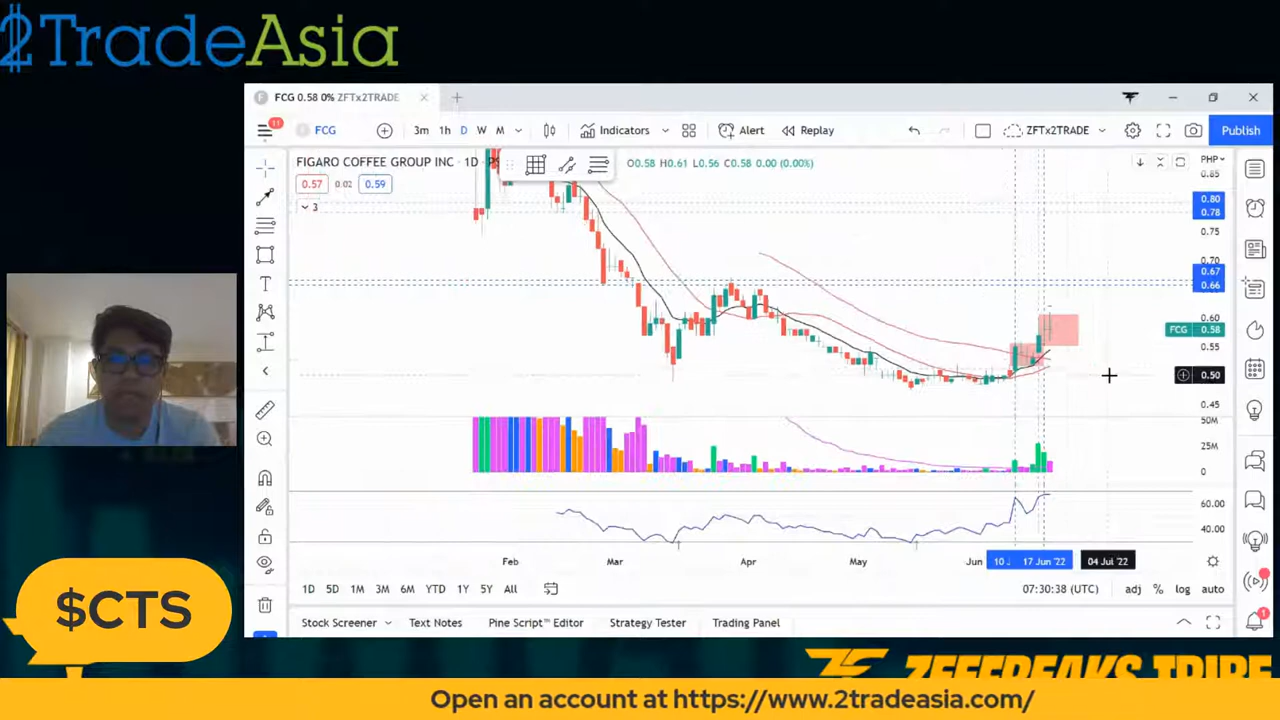 2TradeAsia
FCG 0.58 0% ZFTx2TRADE
11
FCG
3m
1h
D
W
M
Indicators
Alert
Replay
ZFTx2TRADE
Publish
FIGARO COFFEE GROUP INC · 1D
O0.58 H0.61 L0.56 C0.58 0.00 (0.00%)
PHP
0.57
0.02
0.59
3
0.85
0.80
0.78
0.75
0.70
0.67
0.66
0.60
FCG 0.58
0.55
0.50
0.45
50M
25M
0
60.00
40.00
Feb
Mar
Apr
May
Jun
17 Jun '22
04 Jul '22
1D
5D
1M
3M
6M
YTD
1Y
5Y
All
07:30:38 (UTC)
adj
%
log
auto
1
Stock Screener
Text Notes
Pine Script™ Editor
Strategy Tester
Trading Panel
$CTS
ZEEFREAKS TRIBE
Open an account at https://www.2tradeasia.com/